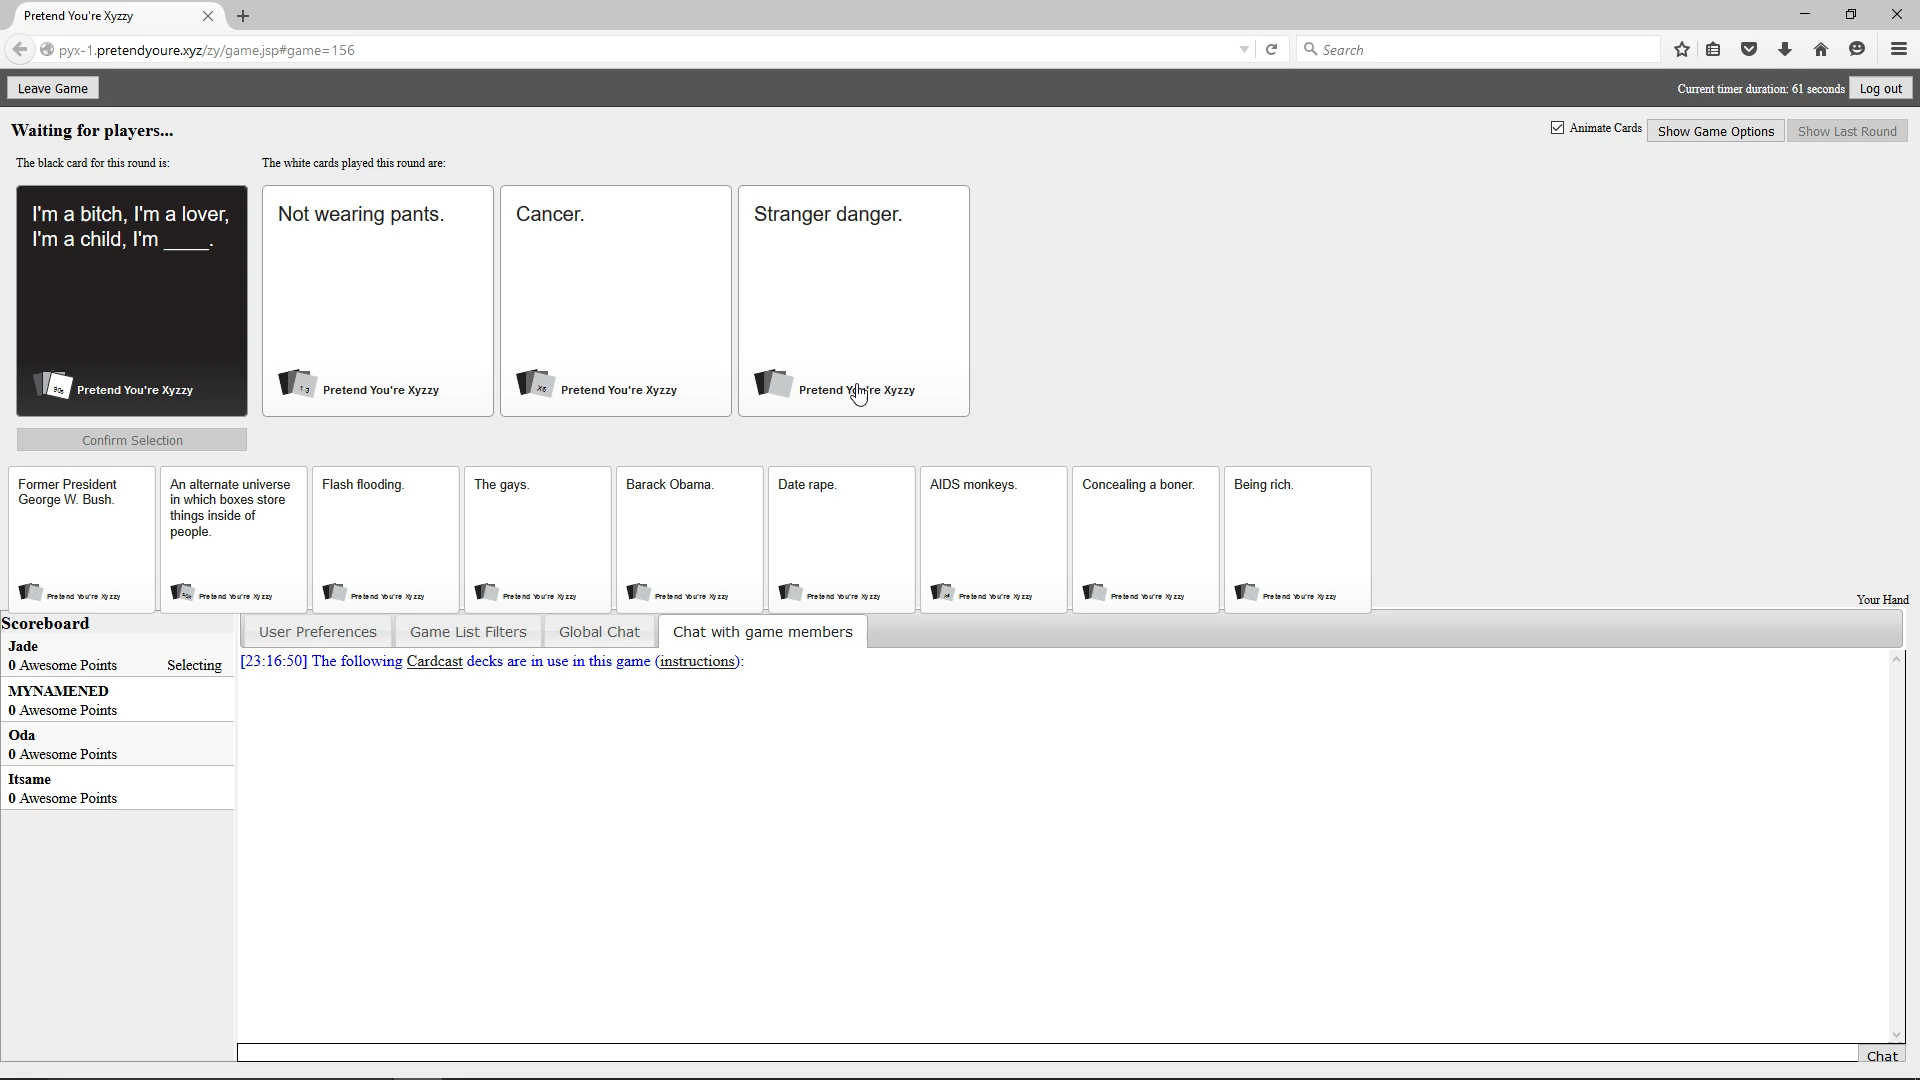 Pretend You're Xyzzy
pyx-1.pretendyoure.xyz/zy/game.jsp#game=156
Search
Leave Game
Current timer duration: 61 seconds
Log out
Waiting for players...
Animate Cards
Show Game Options
Show Last Round
The black card for this round is:
The white cards played this round are:
I'm a bitch, I'm a lover,
I'm a child, I'm ____.
90s
Pretend You're Xyzzy
Not wearing pants.
1.3
Pretend You're Xyzzy
Cancer.
X6
Pretend You're Xyzzy
Stranger danger.
Pretend You're Xyzzy
Confirm Selection
Former President
George W. Bush.
Pretend You're Xyzzy
An alternate universe
in which boxes store
things inside of
people.
Pretend You're Xyzzy
Flash flooding.
Pretend You're Xyzzy
The gays.
Pretend You're Xyzzy
Barack Obama.
Pretend You're Xyzzy
Date rape.
Pretend You're Xyzzy
AIDS monkeys.
Pretend You're Xyzzy
Concealing a boner.
Pretend You're Xyzzy
Being rich.
Pretend You're Xyzzy
Your Hand
Scoreboard
Jade
0 Awesome Points
Selecting
MYNAMENED
0 Awesome Points
Oda
0 Awesome Points
Itsame
0 Awesome Points
User Preferences
Game List Filters
Global Chat
Chat with game members
[23:16:50] The following Cardcast decks are in use in this game (instructions):
Chat